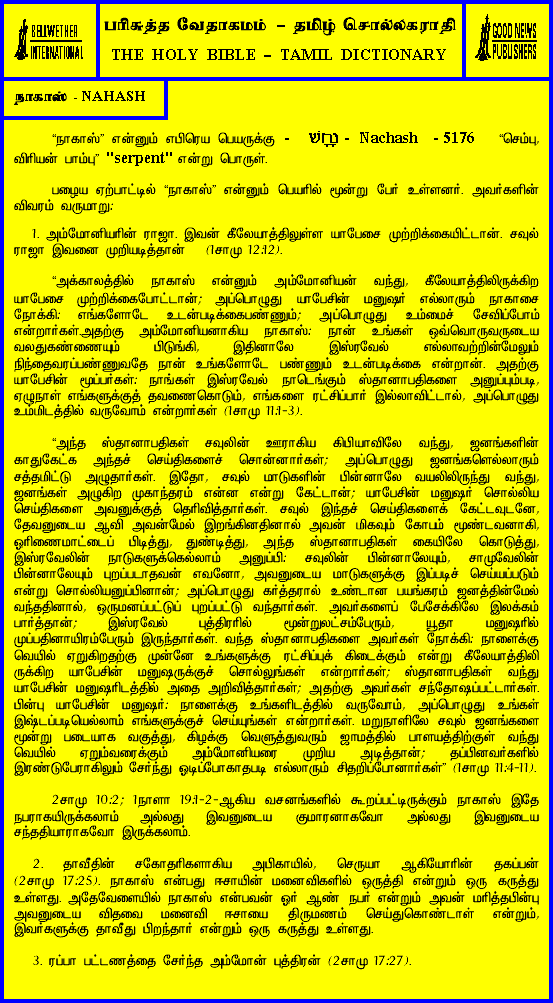 BELLWETHER
INTERNATIONAL
பரிசுத்த வேதாகமம் – தமிழ் சொல்லகராதி
THE HOLY BIBLE – TAMIL DICTIONARY
GOOD NEWS
PUBLISHERS
நாகாஸ் - NAHASH
“நாகாஸ்” என்னும் எபிரெய பெயருக்கு - נָחָשׁ - Nachash - 5176 “செம்பு,
விரியன் பாம்பு” "serpent" என்று பொருள்.
பழைய ஏற்பாட்டில் “நாகாஸ்” என்னும் பெயரில் மூன்று பேர் உள்ளனர். அவர்களின்
விவரம் வருமாறு:
1. அம்மோனியரின் ராஜா. இவன் கீலேயாத்திலுள்ள யாபேசை முற்றிக்கையிட்டான். சவுல்
ராஜா இவனை முறியடித்தான் (1சாமு 12:12).
“அக்காலத்தில் நாகாஸ் என்னும் அம்மோனியன் வந்து, கீலேயாத்திலிருக்கிற
யாபேசை முற்றிக்கைபோட்டான்; அப்பொழுது யாபேசின் மனுஷர் எல்லாரும் நாகாசை
நோக்கி: எங்களோடே உடன்படிக்கைபண்ணும்; அப்பொழுது உம்மைச் சேவிப்போம்
என்றார்கள்.அதற்கு அம்மோனியனாகிய நாகாஸ்: நான் உங்கள் ஒவ்வொருவருடைய
வலதுகண்ணையும் பிடுங்கி, இதினாலே இஸ்ரவேல் எல்லாவற்றின்மேலும்
நிந்தைவரப்பண்ணுவதே நான் உங்களோடே பண்ணும் உடன்படிக்கை என்றான். அதற்கு
யாபேசின் மூப்பர்கள்: நாங்கள் இஸ்ரவேல் நாடெங்கும் ஸ்தானாபதிகளை அனுப்பும்படி,
ஏழுநாள் எங்களுக்குத் தவணைகொடும், எங்களை ரட்சிப்பார் இல்லாவிட்டால், அப்பொழுது
உம்மிடத்தில் வருவோம் என்றார்கள் (1சாமு 11:1-3).
“அந்த ஸ்தானாபதிகள் சவுலின் ஊராகிய கிபியாவிலே வந்து, ஜனங்களின்
காதுகேட்க அந்தச் செய்திகளைச் சொன்னார்கள்; அப்பொழுது ஜனங்களெல்லாரும்
சத்தமிட்டு அழுதார்கள். இதோ, சவுல் மாடுகளின் பின்னாலே வயலிலிருந்து வந்து,
ஜனங்கள் அழுகிற முகாந்தரம் என்ன என்று கேட்டான்; யாபேசின் மனுஷர் சொல்லிய
செய்திகளை அவனுக்குத் தெரிவித்தார்கள். சவுல் இந்தச் செய்திகளைக் கேட்டவுடனே,
தேவனுடைய ஆவி அவன்மேல் இறங்கினதினால் அவன் மிகவும் கோபம் மூண்டவனாகி,
ஓரிணைமாட்டைப் பிடித்து, துண்டித்து, அந்த ஸ்தானாபதிகள் கையிலே கொடுத்து,
இஸ்ரவேலின் நாடுகளுக்கெல்லாம் அனுப்பி: சவுலின் பின்னாலேயும், சாமுவேலின்
பின்னாலேயும் புறப்படாதவன் எவனோ, அவனுடைய மாடுகளுக்கு இப்படிச் செய்யப்படும்
என்று சொல்லியனுப்பினான்; அப்பொழுது கர்த்தரால் உண்டான பயங்கரம் ஜனத்தின்மேல்
வந்ததினால், ஒருமனப்பட்டுப் புறப்பட்டு வந்தார்கள். அவர்களைப் பேசேக்கிலே இலக்கம்
பார்த்தான்; இஸ்ரவேல் புத்திரரில் மூன்றுலட்சம்பேரும், யூதா மனுஷரில்
முப்பதினாயிரம்பேரும் இருந்தார்கள். வந்த ஸ்தானாபதிகளை அவர்கள் நோக்கி: நாளைக்கு
வெயில் ஏறுகிறதற்கு முன்னே உங்களுக்கு ரட்சிப்புக் கிடைக்கும் என்று கீலேயாத்திலி
ருக்கிற யாபேசின் மனுஷருக்குச் சொல்லுங்கள் என்றார்கள்; ஸ்தானாபதிகள் வந்து
யாபேசின் மனுஷரிடத்தில் அதை அறிவித்தார்கள்; அதற்கு அவர்கள் சந்தோஷப்பட்டார்கள்.
பின்பு யாபேசின் மனுஷர்: நாளைக்கு உங்களிடத்தில் வருவோம், அப்பொழுது உங்கள்
இஷ்டப்படியெல்லாம் எங்களுக்குச் செய்யுங்கள் என்றார்கள். மறுநாளிலே சவுல் ஜனங்களை
மூன்று படையாக வகுத்து, கிழக்கு வெளுத்துவரும் ஜாமத்தில் பாளயத்திற்குள் வந்து
வெயில் ஏறும்வரைக்கும் அம்மோனியரை முறிய அடித்தான்; தப்பினவர்களில்
இரண்டுபேராகிலும் சேர்ந்து ஓடிப்போகாதபடி எல்லாரும் சிதறிப்போனார்கள்” (1சாமு 11:4-11).
2சாமு 10:2; 1நாளா 19:1-2-ஆகிய வசனங்களில் கூறப்பட்டிருக்கும் நாகாஸ் இதே
நபராகயிருக்கலாம் அல்லது இவனுடைய குமாரனாகவோ அல்லது இவனுடைய
சந்ததியாராகவோ இருக்கலாம்.
2. தாவீதின் சகோதரிகளாகிய அபிகாயில், செருயா ஆகியோரின் தகப்பன்
(2சாமு 17:25). நாகாஸ் என்பது ஈசாயின் மனைவிகளில் ஒருத்தி என்றும் ஒரு கருத்து
உள்ளது. அதேவேளையில் நாகாஸ் என்பவன் ஓர் ஆண் நபர் என்றும் அவன் மரித்தபின்பு
அவனுடைய விதவை மனைவி ஈசாயை திருமணம் செய்துகொண்டாள் என்றும்,
இவர்களுக்கு தாவீது பிறந்தார் என்றும் ஒரு கருத்து உள்ளது.
3. ரப்பா பட்டணத்தை சேர்ந்த அம்மோன் புத்திரன் (2சாமு 17:27).